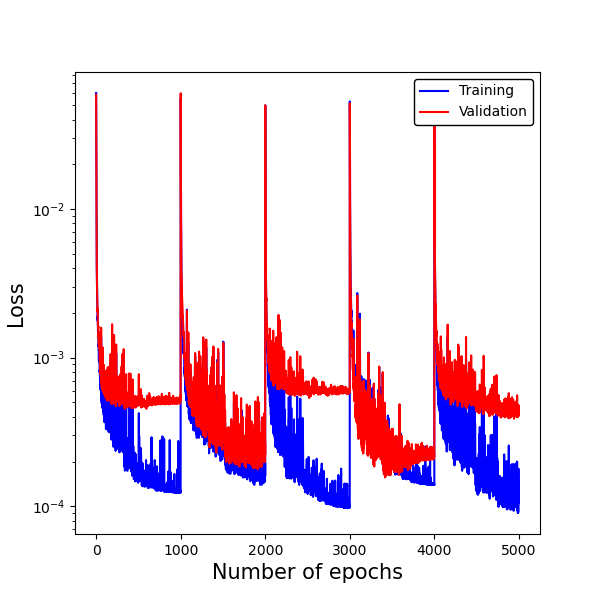 Training
Validation
Loss
10⁻²
10⁻³
10⁻⁴
0 1000 2000 3000 4000 5000
Number of epochs